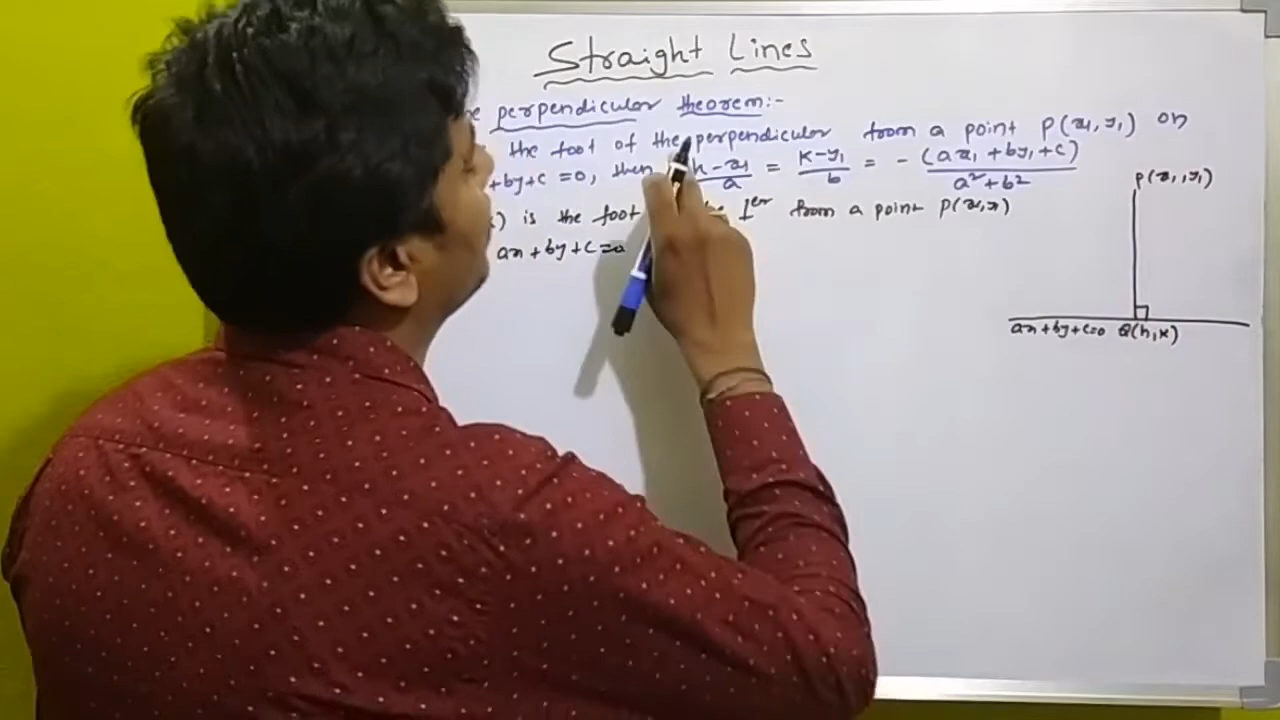 Straight Lines
perpendicular theorem:-
the foot of the perpendicular from a point P(x₁, y₁) on
+by+c=0, then h-x₁/a = k-y₁/b = -(ax₁+by₁+c)/a²+b²
is the foot ⊥er from a point P(x₁,y₁)
ax+by+c=0
P(x₁,y₁)
ax+by+c=0 Q(h,k)